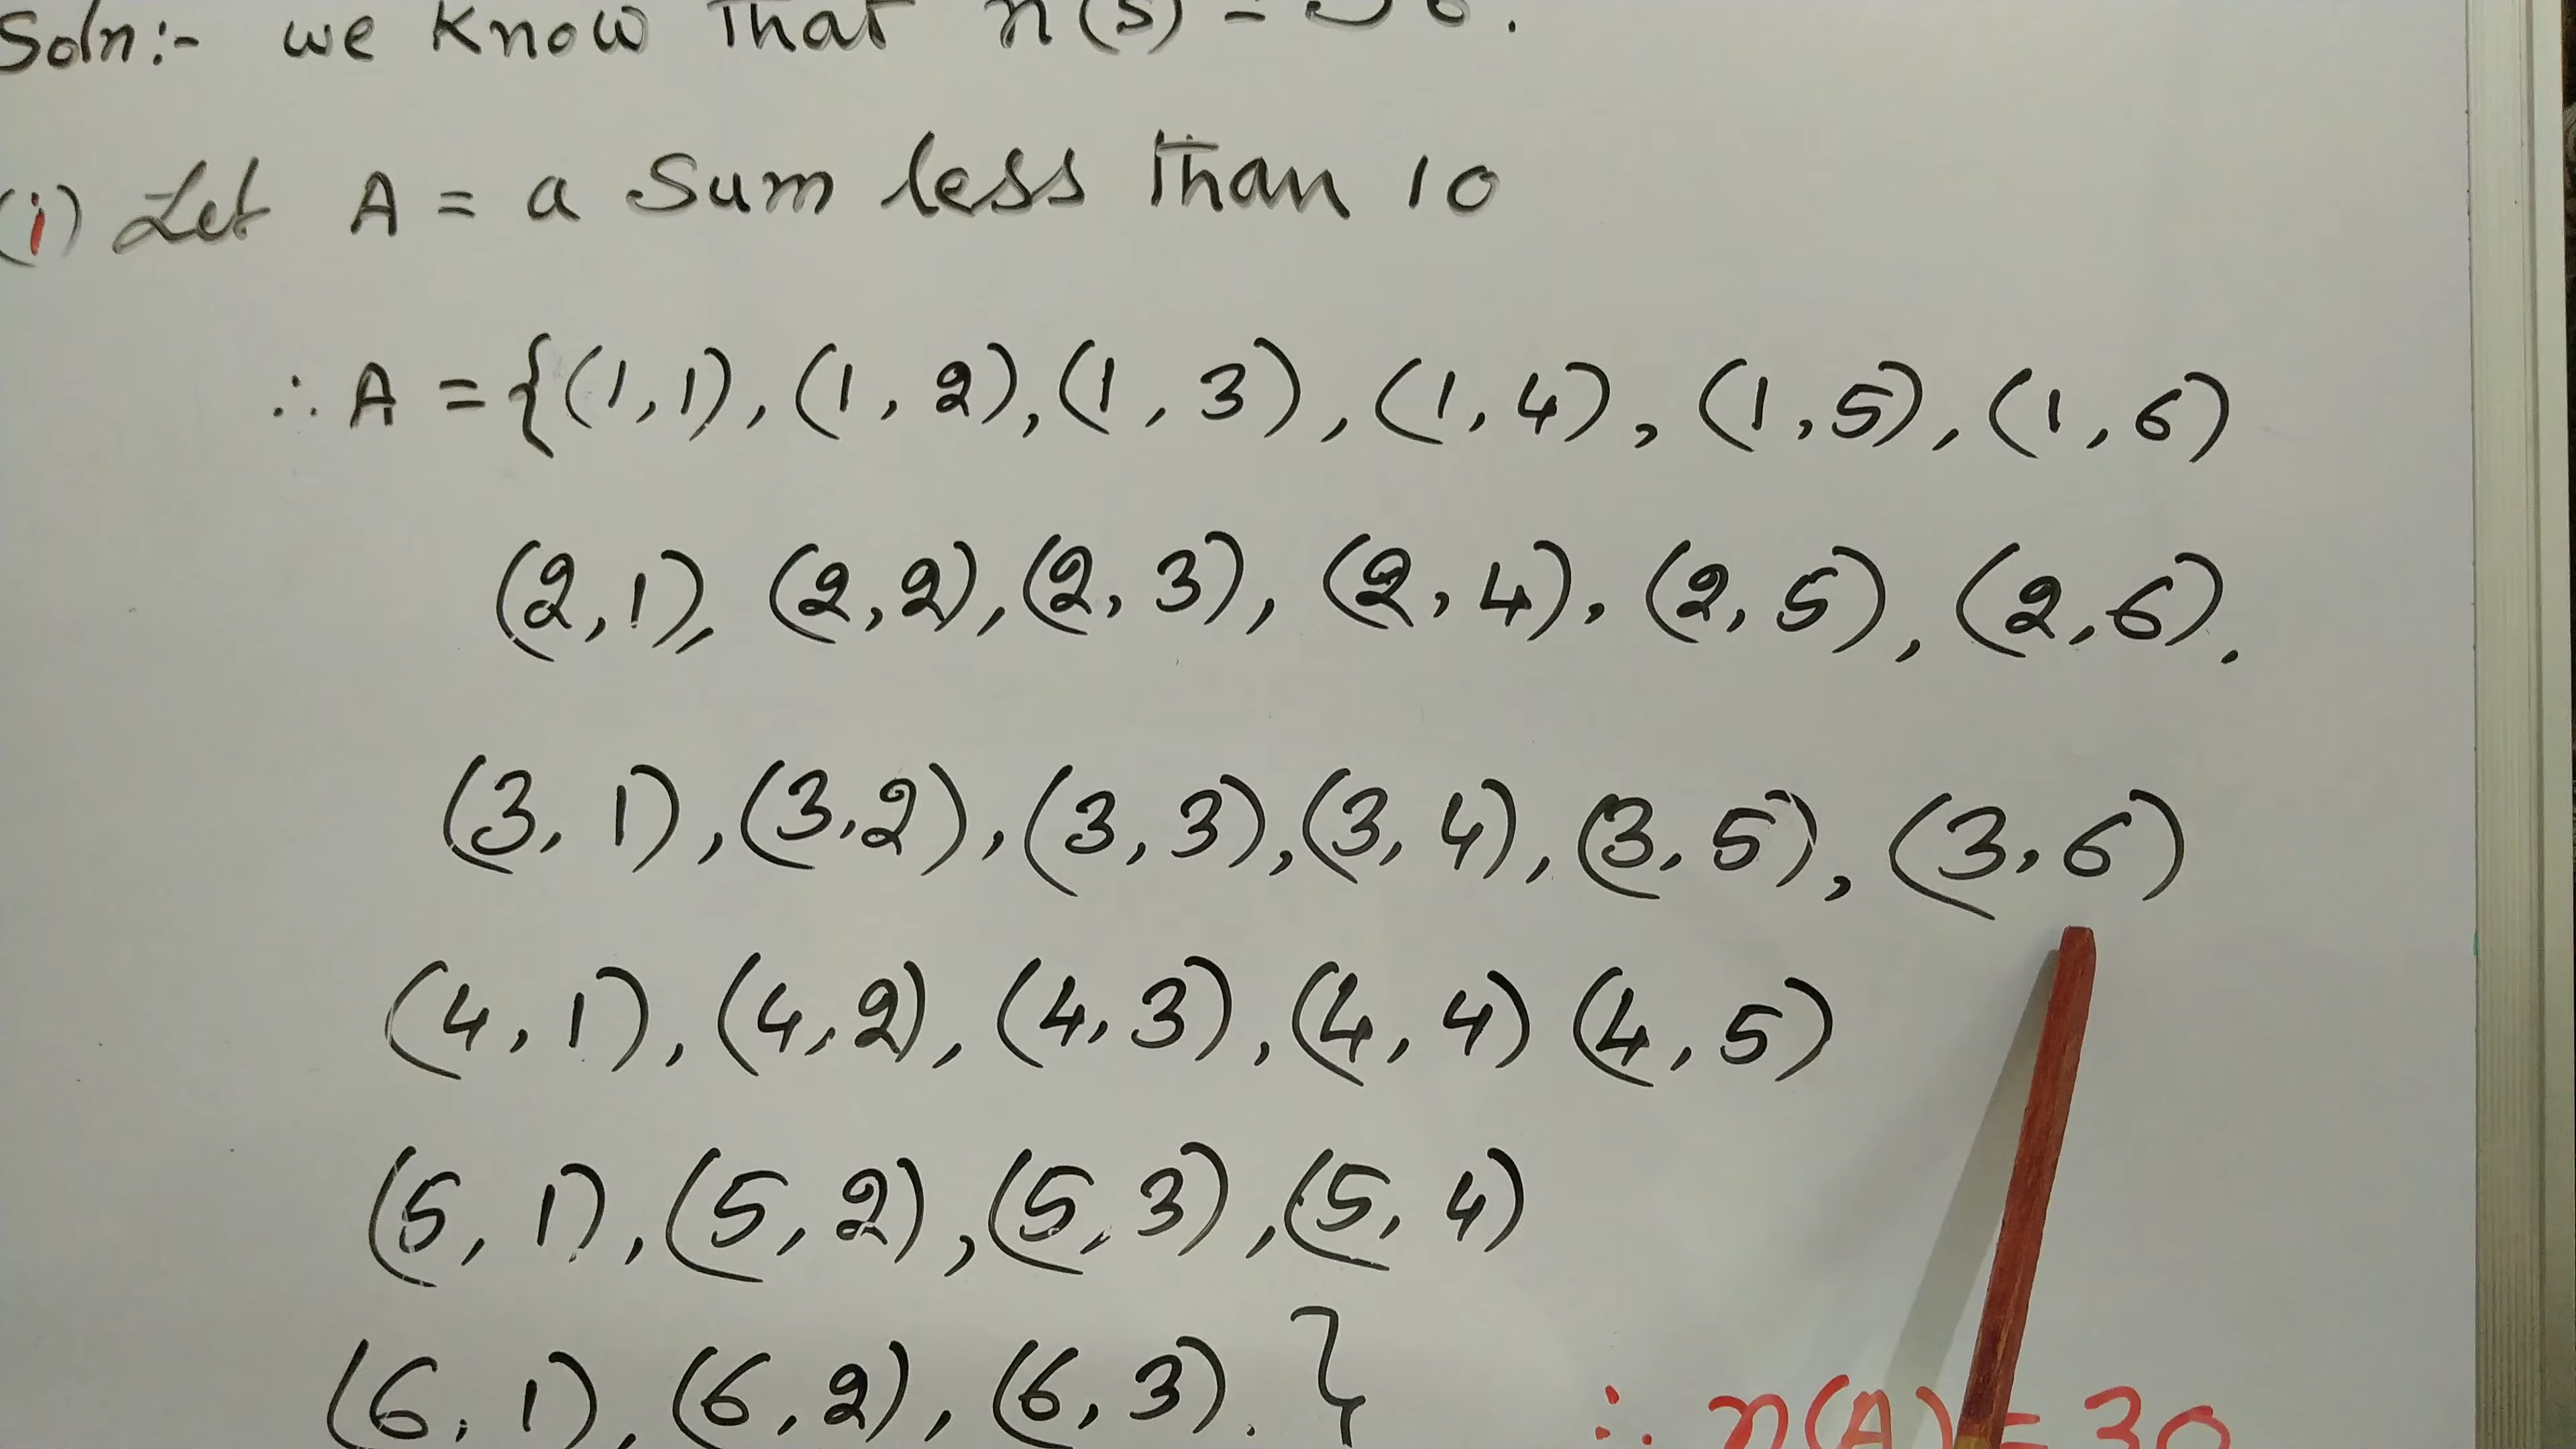 Soln:- we know that n(S) = 36.
(i) Let A = a Sum less than 10
∴ A = {(1,1), (1,2), (1,3), (1,4), (1,5), (1,6)
(2,1), (2,2), (2,3), (2,4), (2,5), (2,6).
(3,1), (3,2), (3,3), (3,4), (3,5), (3,6)
(4,1), (4,2), (4,3), (4,4) (4,5)
(5,1), (5,2), (5,3), (5,4)
(6,1), (6,2), (6,3). }
∴ n(A) = 30